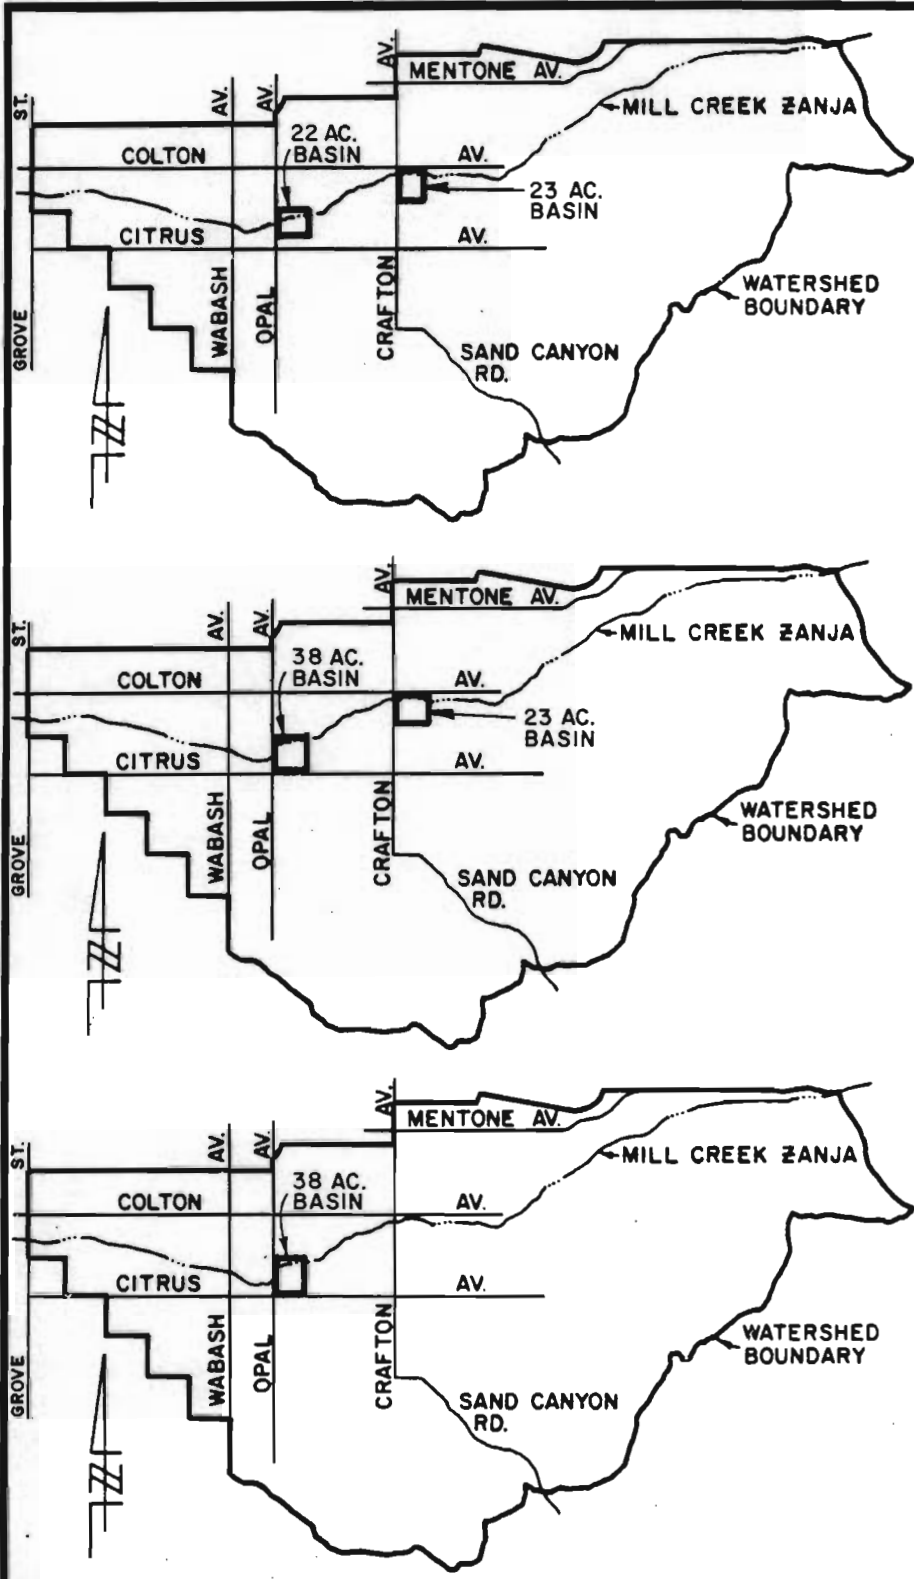 AV.
MENTONE AV.
ST.
AV.
AV.
22 AC.
BASIN
MILL CREEK ZANJA
COLTON
AV.
23 AC.
BASIN
CITRUS
AV.
GROVE
WABASH
OPAL
CRAFTON
WATERSHED
BOUNDARY
SAND CANYON
RD.
N
AV.
MENTONE AV.
ST.
AV.
AV.
38 AC.
BASIN
MILL CREEK ZANJA
COLTON
AV.
23 AC.
BASIN
CITRUS
AV.
GROVE
WABASH
OPAL
CRAFTON
WATERSHED
BOUNDARY
SAND CANYON
RD.
N
AV.
MENTONE AV.
ST.
AV.
AV.
38 AC.
BASIN
MILL CREEK ZANJA
COLTON
AV.
CITRUS
AV.
GROVE
WABASH
OPAL
CRAFTON
WATERSHED
BOUNDARY
SAND CANYON
RD.
N